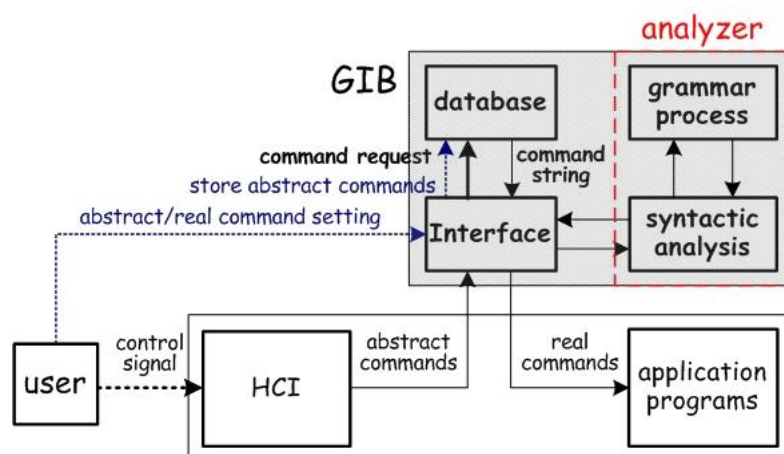 analyzer
GIB
database
grammar
process
command request
command
string
store abstract commands
abstract/real command setting
Interface
syntactic
analysis
control
signal
abstract
commands
real
commands
user
HCI
application
programs